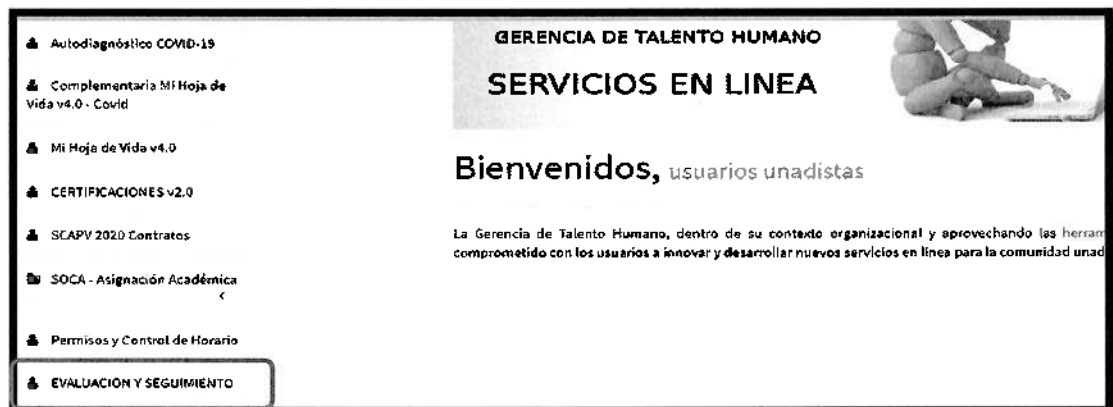 Autodiagnóstico COVID-19
Complementaria Mi Hoja de
Vida v4.0 - Covid
Mi Hoja de Vida v4.0
CERTIFICACIONES v2.0
SCAPV 2020 Contratos
SOCA - Asignación Académica
<
Permisos y Control de Horario
EVALUACION Y SEGUIMIENTO
GERENCIA DE TALENTO HUMANO
SERVICIOS EN LINEA
Bienvenidos, usuarios unadistas
La Gerencia de Talento Humano, dentro de su contexto organizacional y aprovechando las herram
comprometido con los usuarios a innovar y desarrollar nuevos servicios en línea para la comunidad unad